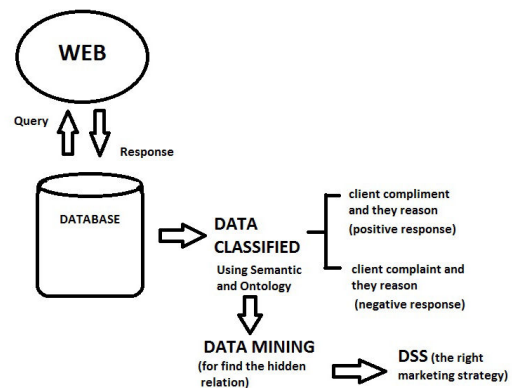 WEB
Query
Response
DATABASE
DATA
CLASSIFIED
Using Semantic
and Ontology
client compliment
and they reason
(positive response)
client complaint and
they reason
(negative response)
DATA MINING
(for find the hidden
relation)
DSS (the right
marketing strategy)